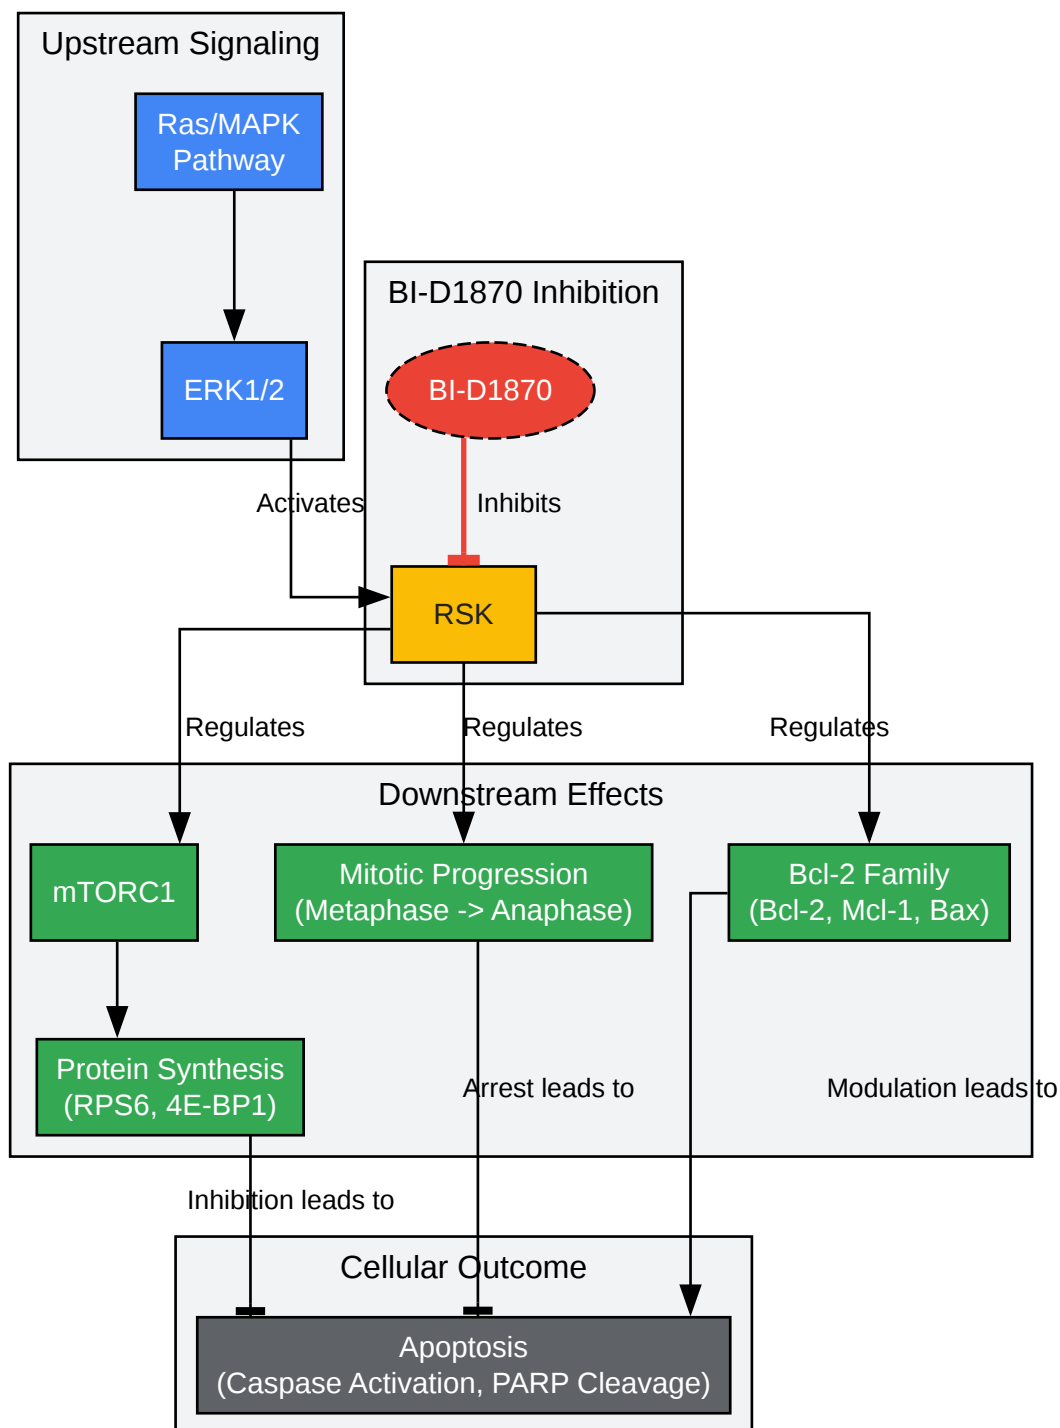 Upstream Signaling
Ras/MAPK
Pathway
ERK1/2
Activates
BI-D1870 Inhibition
BI-D1870
Inhibits
RSK
Regulates
Regulates
Regulates
Downstream Effects
mTORC1
Mitotic Progression
(Metaphase -> Anaphase)
Bcl-2 Family
(Bcl-2, Mcl-1, Bax)
Protein Synthesis
(RPS6, 4E-BP1)
Arrest leads to
Modulation leads to
Inhibition leads to
Cellular Outcome
Apoptosis
(Caspase Activation, PARP Cleavage)